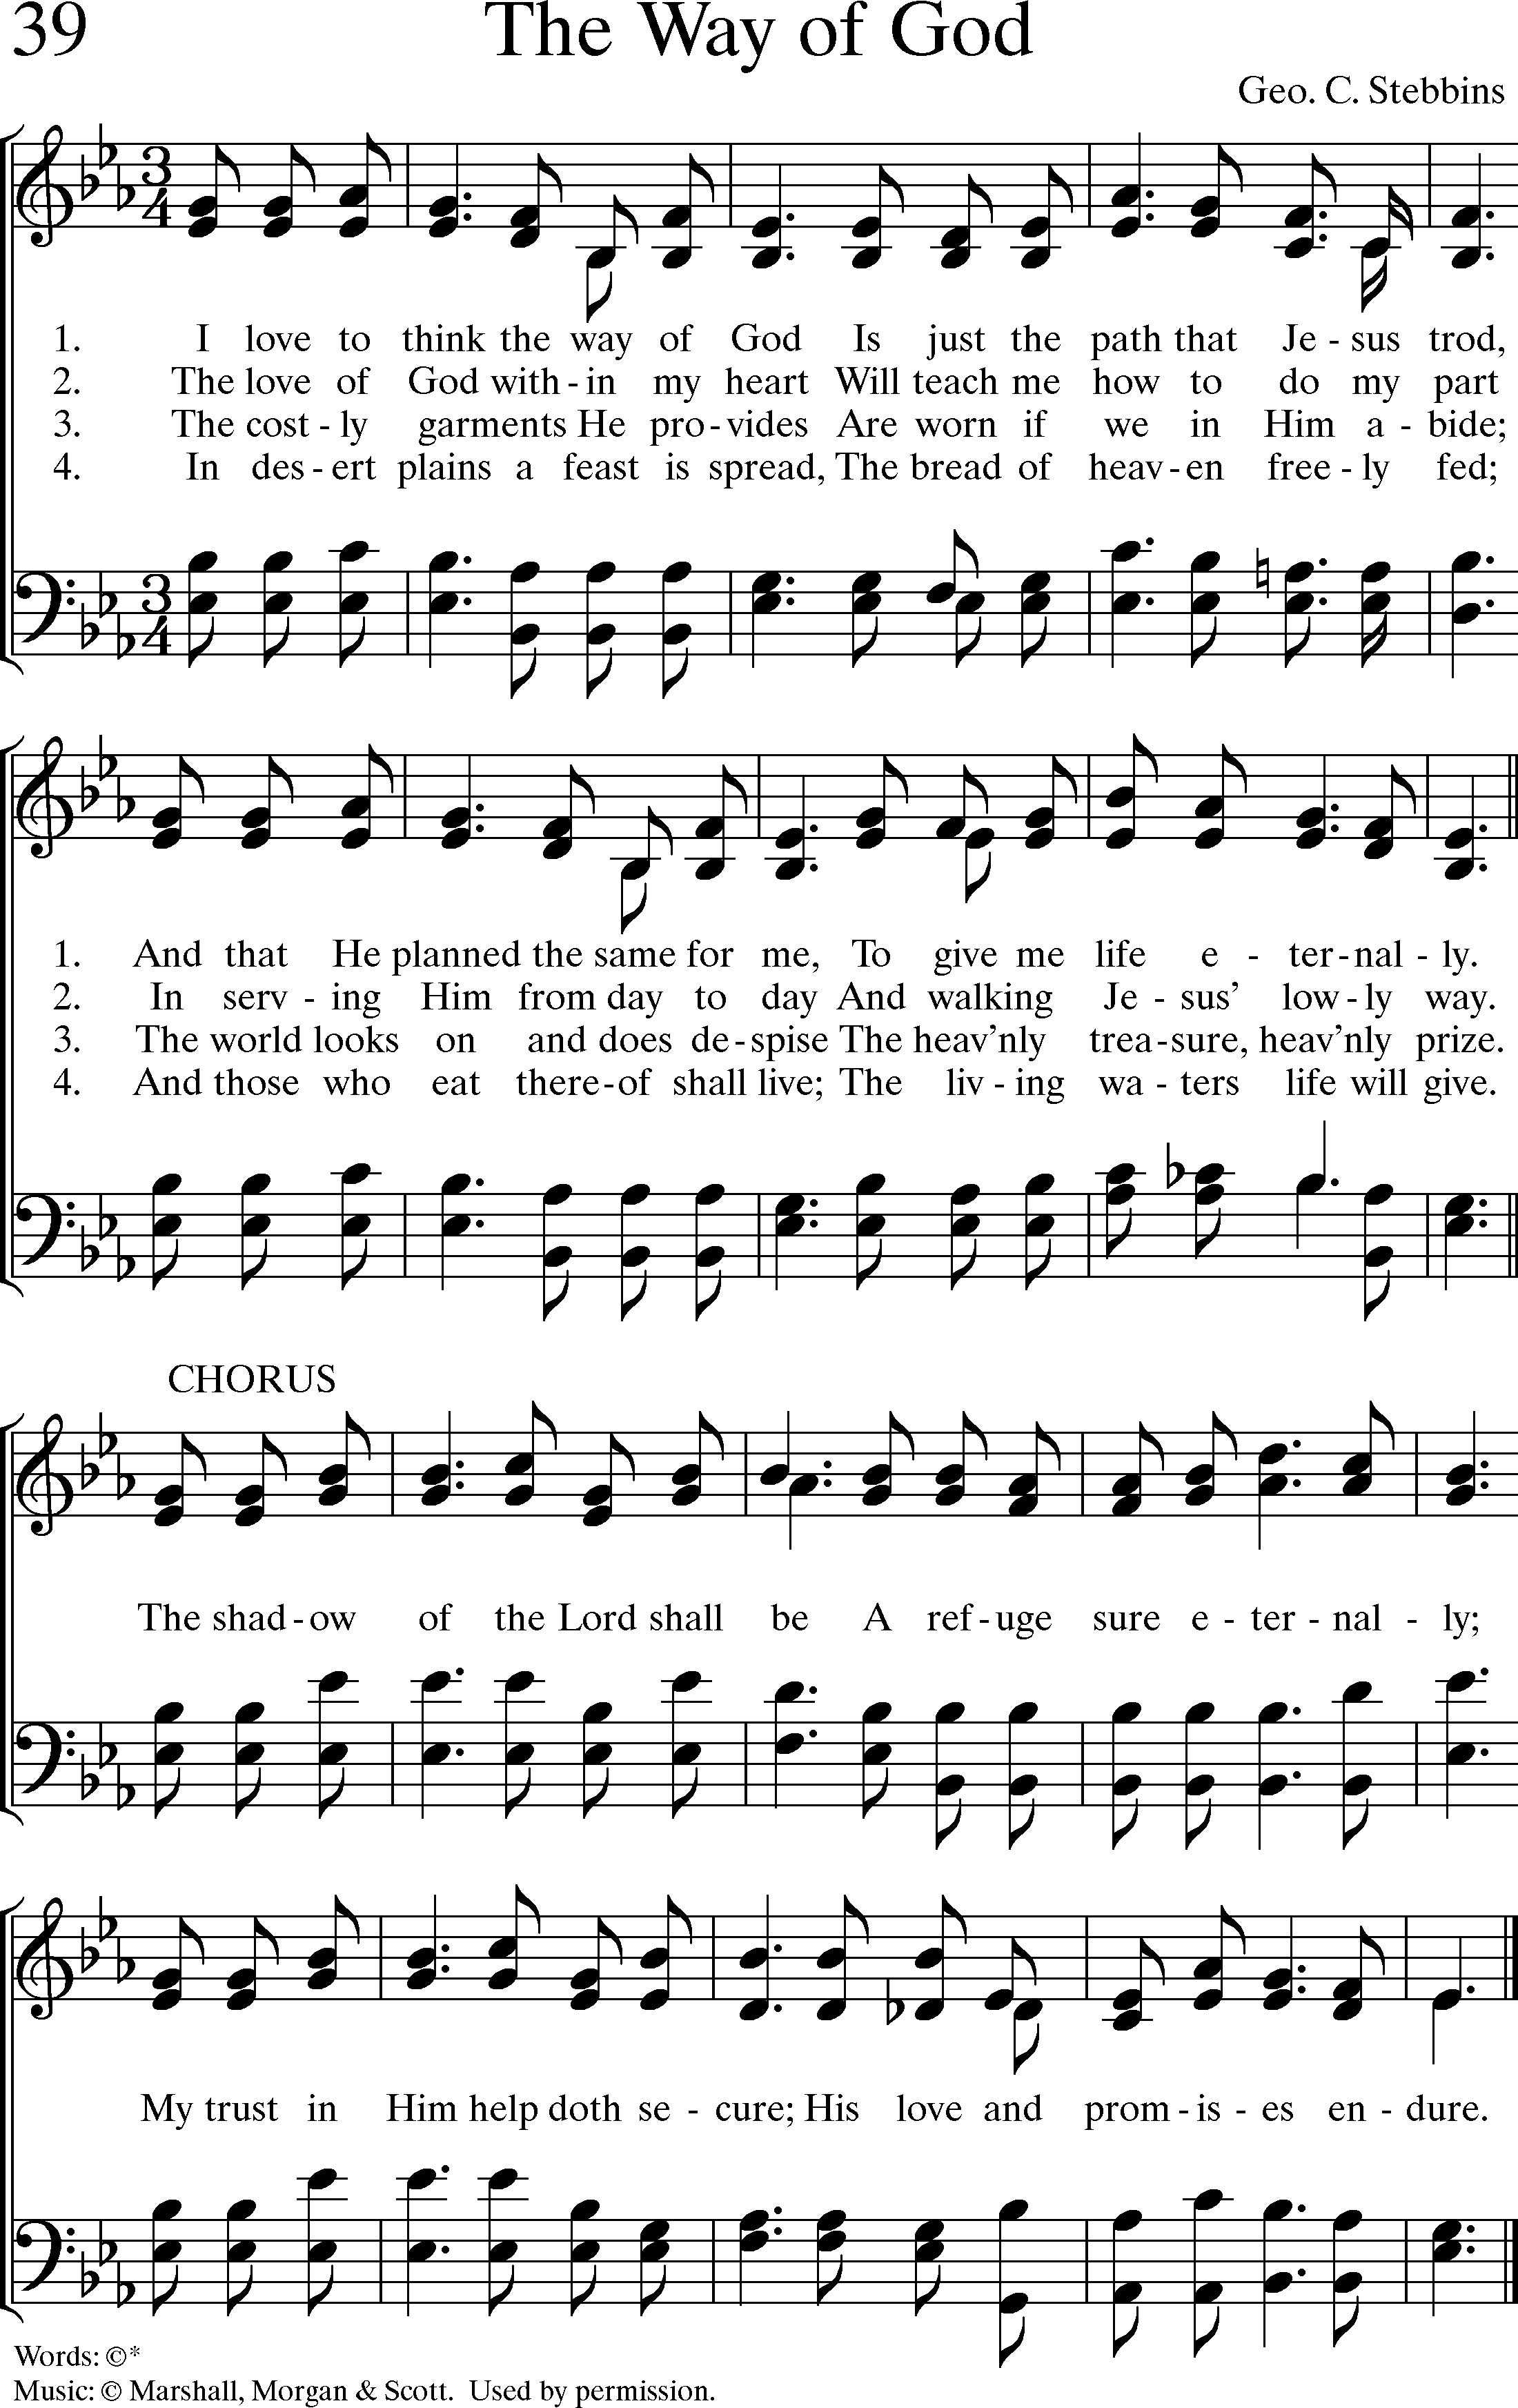 39 The Way of God
Geo. C. Stebbins
3 4
1. I love to think the way of God Is just the path that Je - sus trod,
2. The love of God with - in my heart Will teach me how to do my part
3. The cost - ly garments He pro - vides Are worn if we in Him a - bide;
4. In des - ert plains a feast is spread, The bread of heav - en free - ly fed;
3 4
1. And that He planned the same for me, To give me life e - ter - nal - ly.
2. In serv - ing Him from day to day And walking Je - sus' low - ly way.
3. The world looks on and does de - spise The heav'nly trea - sure, heav'nly prize.
4. And those who eat there - of shall live; The liv - ing wa - ters life will give.
CHORUS
The shad - ow of the Lord shall be A ref - uge sure e - ter - nal - ly;
My trust in Him help doth se - cure; His love and prom - is - es en - dure.
Words: ©*
Music: © Marshall, Morgan & Scott. Used by permission.